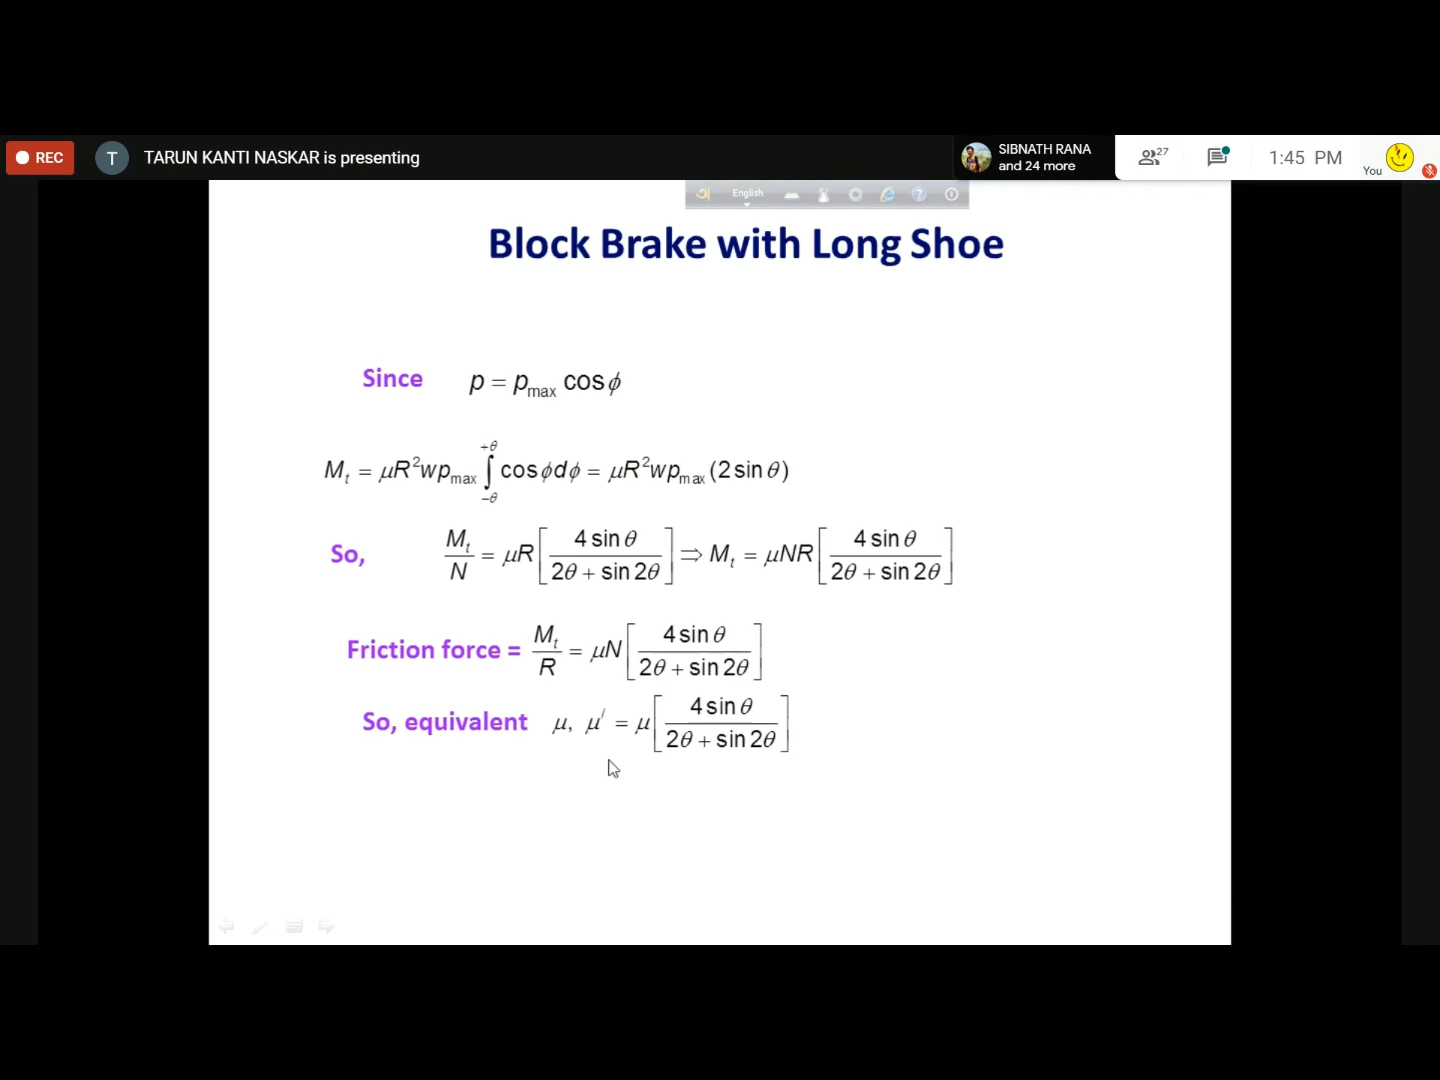 REC
T
TARUN KANTI NASKAR is presenting
SIBNATH RANA
and 24 more
27
1:45 PM
You
English
Block Brake with Long Shoe
Since p = p_max cos ϕ
M_t = μR²wp_max ∫_{−θ}^{+θ} cos ϕ dϕ = μR²wp_max (2 sin θ)
So, M_t/N = μR [4 sin θ / (2θ + sin 2θ)] ⇒ M_t = μNR [4 sin θ / (2θ + sin 2θ)]
Friction force = M_t/R = μN [4 sin θ / (2θ + sin 2θ)]
So, equivalent μ, μ′ = μ [4 sin θ / (2θ + sin 2θ)]